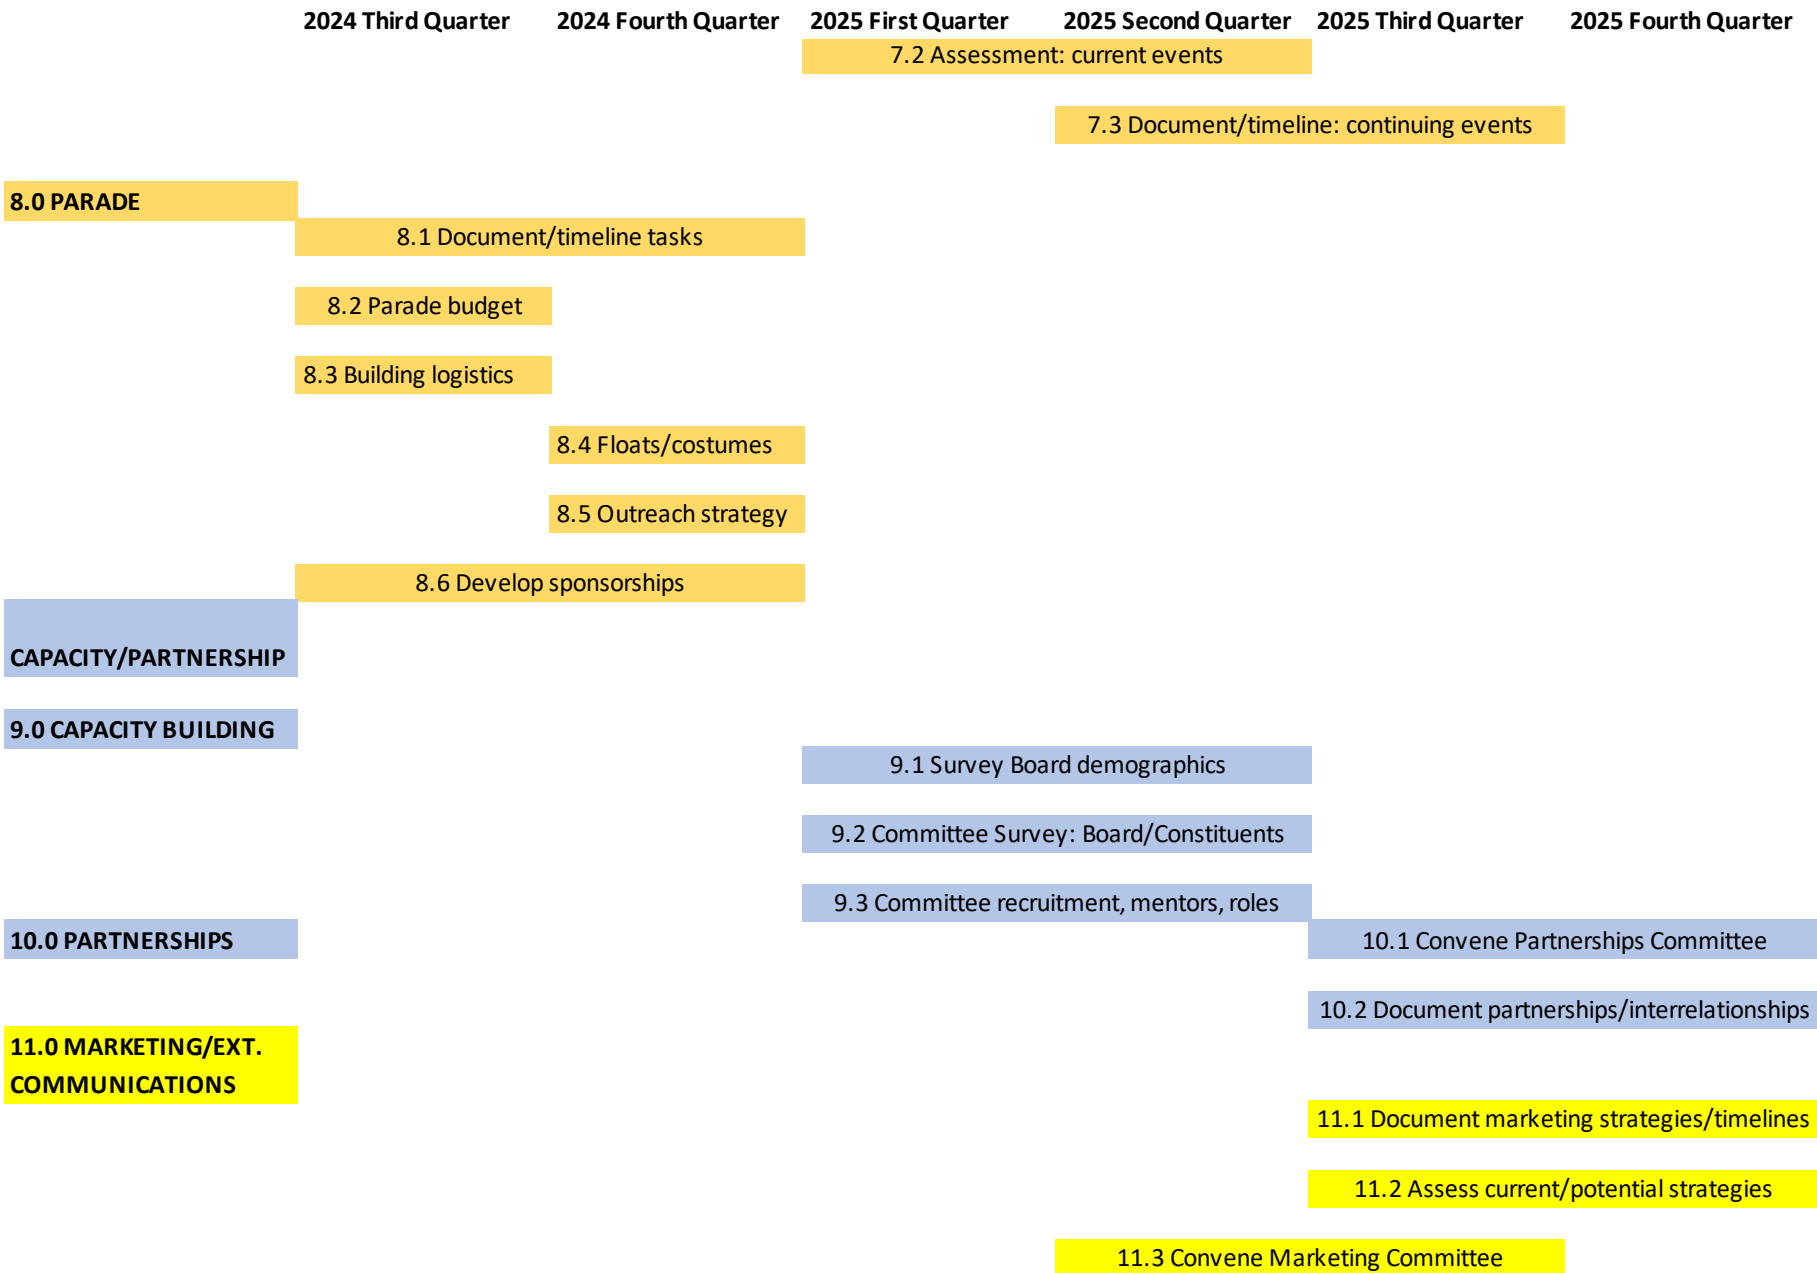 2024 Third Quarter 2024 Fourth Quarter 2025 First Quarter 2025 Second Quarter 2025 Third Quarter 2025 Fourth Quarter
7.2 Assessment: current events
7.3 Document/timeline: continuing events
8.0 PARADE
8.1 Document/timeline tasks
8.2 Parade budget
8.3 Building logistics
8.4 Floats/costumes
8.5 Outreach strategy
8.6 Develop sponsorships
CAPACITY/PARTNERSHIP
9.0 CAPACITY BUILDING
9.1 Survey Board demographics
9.2 Committee Survey: Board/Constituents
9.3 Committee recruitment, mentors, roles
10.0 PARTNERSHIPS 10.1 Convene Partnerships Committee
10.2 Document partnerships/interrelationships
11.0 MARKETING/EXT.
COMMUNICATIONS
11.1 Document marketing strategies/timelines
11.2 Assess current/potential strategies
11.3 Convene Marketing Committee